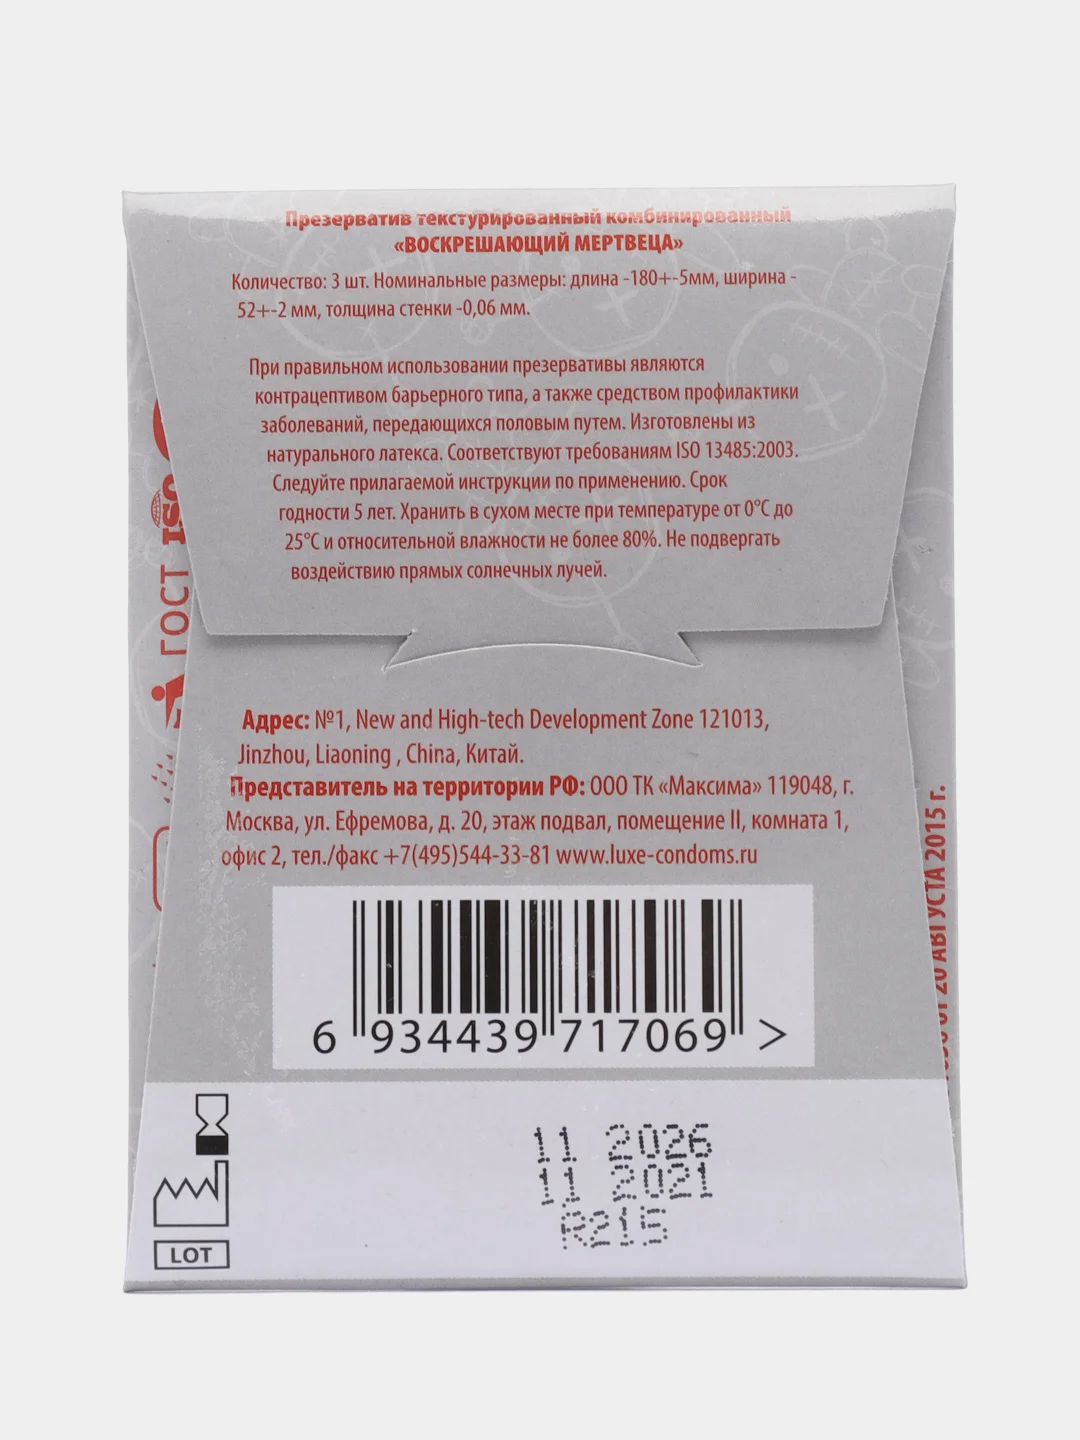 Презерватив текстурированный комбинированный
«ВОСКРЕШАЮЩИЙ МЕРТВЕЦА»
Количество: 3 шт. Номинальные размеры: длина -180+-5мм, ширина -
52+-2 мм, толщина стенки -0,06 мм.
При правильном использовании презервативы являются
контрацептивом барьерного типа, а также средством профилактики
заболеваний, передающихся половым путем. Изготовлены из
натурального латекса. Соответствуют требованиям ISO 13485:2003.
Следуйте прилагаемой инструкции по применению. Срок
годности 5 лет. Хранить в сухом месте при температуре от 0°С до
25°С и относительной влажности не более 80%. Не подвергать
воздействию прямых солнечных лучей.
ГОСТ ISO
Адрес: №1, New and High-tech Development Zone 121013,
Jinzhou, Liaoning , China, Китай.
Представитель на территории РФ: ООО ТК «Максима» 119048, г.
Москва, ул. Ефремова, д. 20, этаж подвал, помещение II, комната 1,
офис 2, тел./факс +7(495)544-33-81 www.luxe-condoms.ru
от 20 АВГУСТА 2015 г.
6 934439 717069 >
11 2026
11 2021
R215
LOT